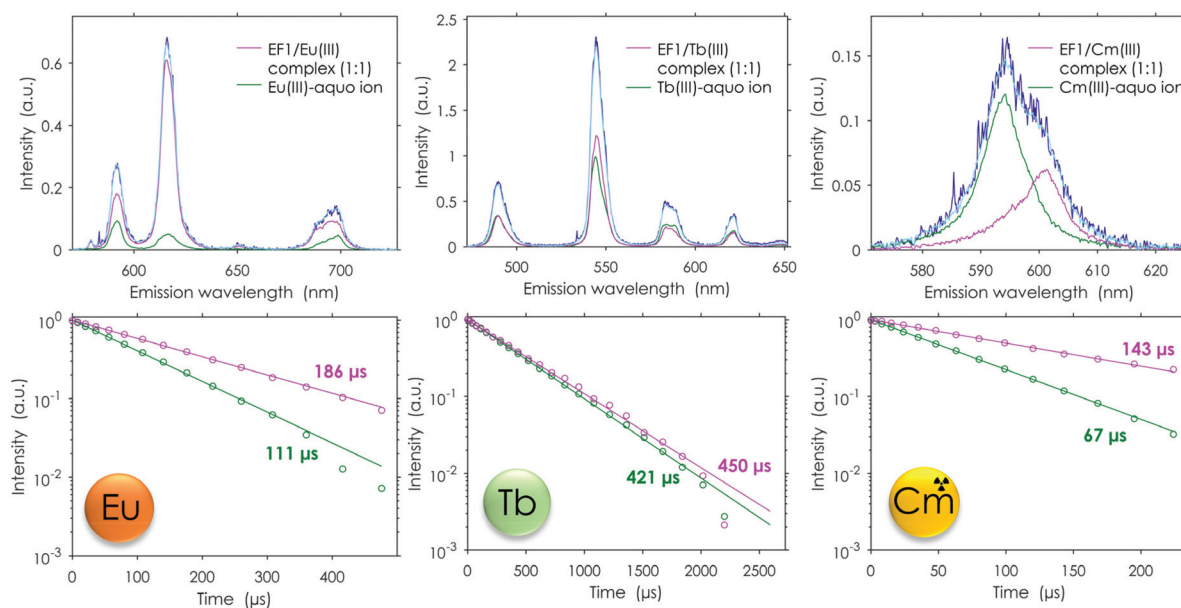 EF1/Eu(III)
complex (1:1)
Eu(III)-aquo ion
Intensity (a.u.)
0.6
0.4
0.2
0
600
650
700
Emission wavelength (nm)
EF1/Tb(III)
complex (1:1)
Tb(III)-aquo ion
Intensity (a.u.)
2.5
2
1.5
1
0.5
0
500
550
600
650
Emission wavelength (nm)
EF1/Cm(III)
complex (1:1)
Cm(III)-aquo ion
Intensity (a.u.)
0.15
0.1
0.05
0
580
590
600
610
620
Emission wavelength (nm)
186 µs
111 µs
Eu
Intensity (a.u.)
10⁰
10⁻¹
10⁻²
10⁻³
0
100
200
300
400
Time (µs)
450 µs
421 µs
Tb
Intensity (a.u.)
10⁰
10⁻¹
10⁻²
10⁻³
0
500
1000
1500
2000
2500
Time (µs)
143 µs
67 µs
Cm
Intensity (a.u.)
10⁰
10⁻¹
10⁻²
10⁻³
0
50
100
150
200
Time (µs)